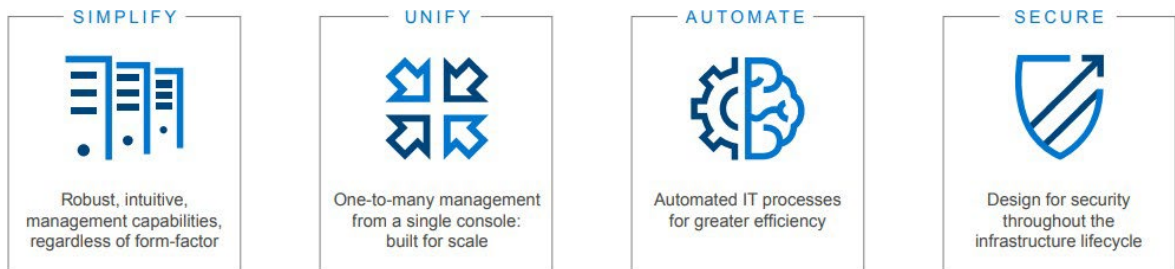 SIMPLIFY
Robust, intuitive,
management capabilities,
regardless of form-factor
UNIFY
One-to-many management
from a single console:
built for scale
AUTOMATE
Automated IT processes
for greater efficiency
SECURE
Design for security
throughout the
infrastructure lifecycle